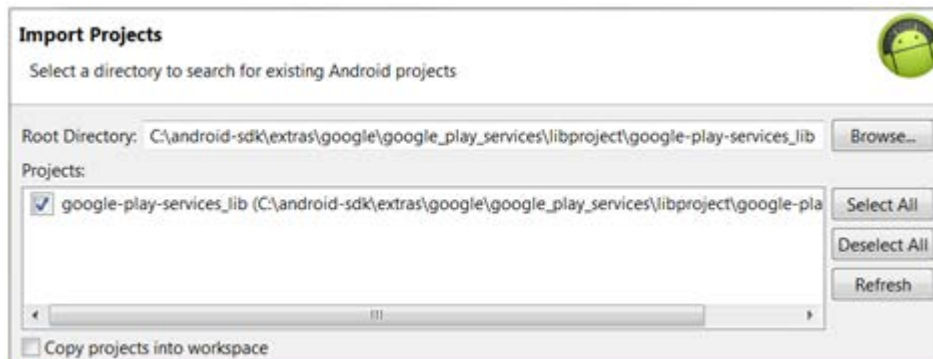 Import Projects
Select a directory to search for existing Android projects
Root Directory: C:\android-sdk\extras\google\google_play_services\libproject\google-play-services_lib Browse...
Projects:
google-play-services_lib (C:\android-sdk\extras\google\google_play_services\libproject\google-pla Select All
Deselect All
Refresh
Copy projects into workspace